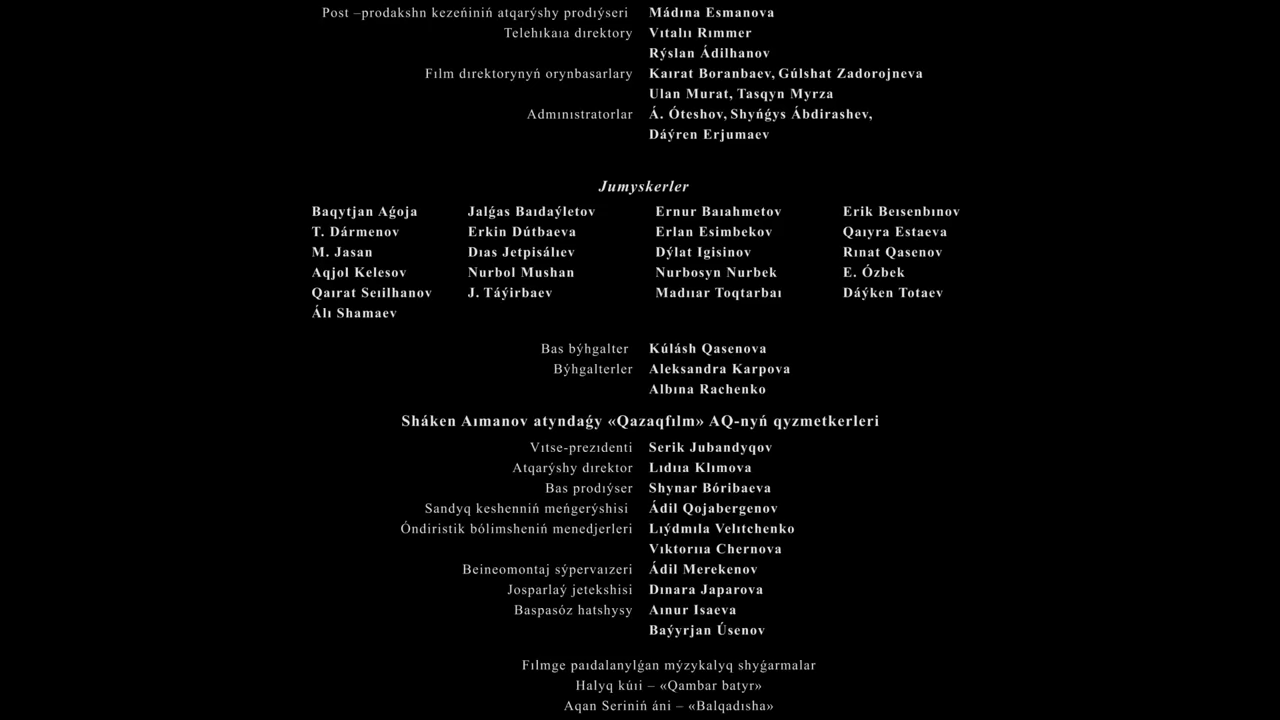 Post –prodakshn kezeńiniń atqarýshy prodıýseri Mádına Esmanova
Telehıkaıa dırektory Vıtalıı Rımmer
Rýslan Ádilhanov
Fılm dırektorynyń orynbasarlary Kaırat Boranbaev, Gúlshat Zadorojneva
Ulan Murat, Tasqyn Myrza
Admınıstratorlar Á. Óteshov, Shyńǵys Ábdirashev,
Dáýren Erjumaev
Jumyskerler
Baqytjan Aǵoja Jalǵas Baıdaýletov Ernur Baıahmetov Erik Beısenbınov
T. Dármenov Erkin Dútbaeva Erlan Esimbekov Qaıyra Estaeva
M. Jasan Dıas Jetpisálıev Dýlat Igisinov Rınat Qasenov
Aqjol Kelesov Nurbol Mushan Nurbosyn Nurbek E. Ózbek
Qaırat Seıilhanov J. Táýirbaev Madııar Toqtarbaı Dáýken Totaev
Álı Shamaev
Bas býhgalter Kúlásh Qasenova
Býhgalterler Aleksandra Karpova
Albına Rachenko
Sháken Aımanov atyndaǵy «Qazaqfılm» AQ-nyń qyzmetkerleri
Vıtse-prezıdenti Serik Jubandyqov
Atqarýshy dırektor Lıdııa Klımova
Bas prodıýser Shynar Bóribaeva
Sandyq keshenniń meńgerýshisi Ádil Qojabergenov
Óndiristik bólimsheniń menedjerleri Lıýdmıla Velıtchenko
Vıktorııa Chernova
Beineomontaj sýpervaızeri Ádil Merekenov
Josparlaý jetekshisi Dınara Japarova
Baspasóz hatshysy Aınur Isaeva
Baýyrjan Úsenov
Fılmge paıdalanylǵan mýzykalyq shyǵarmalar
Halyq kúıi – «Qambar batyr»
Aqan Seriniń áni – «Balqadısha»